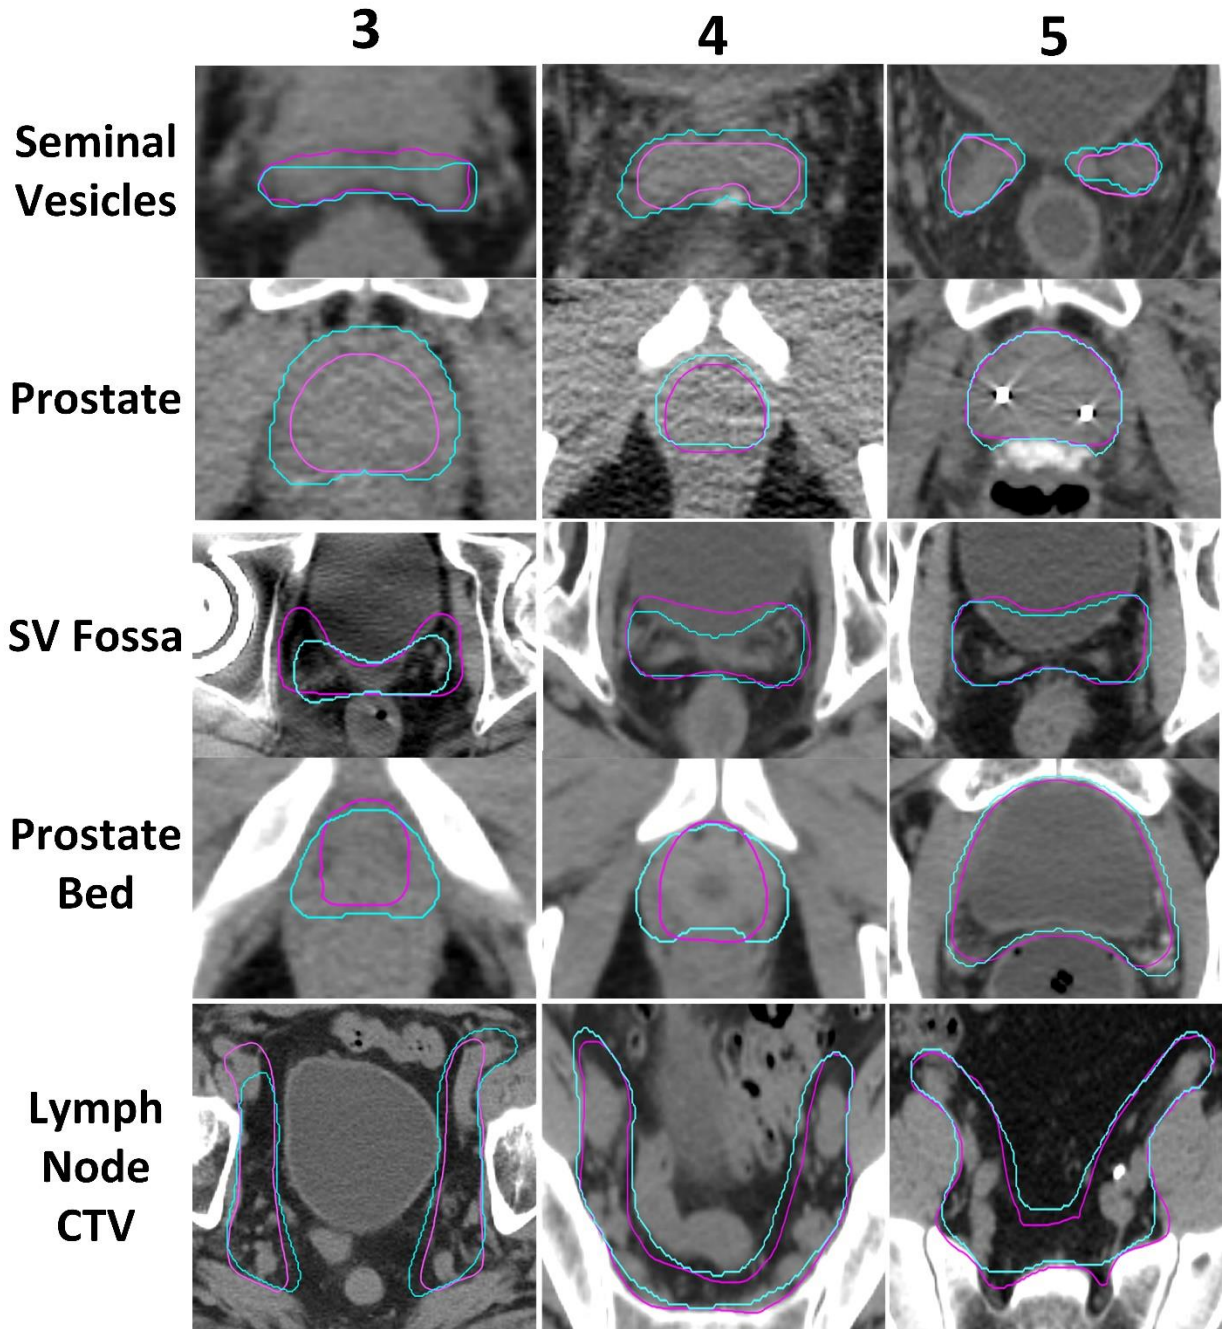 3 4 5
Seminal
Vesicles
Prostate
SV Fossa
Prostate
Bed
Lymph
Node
CTV